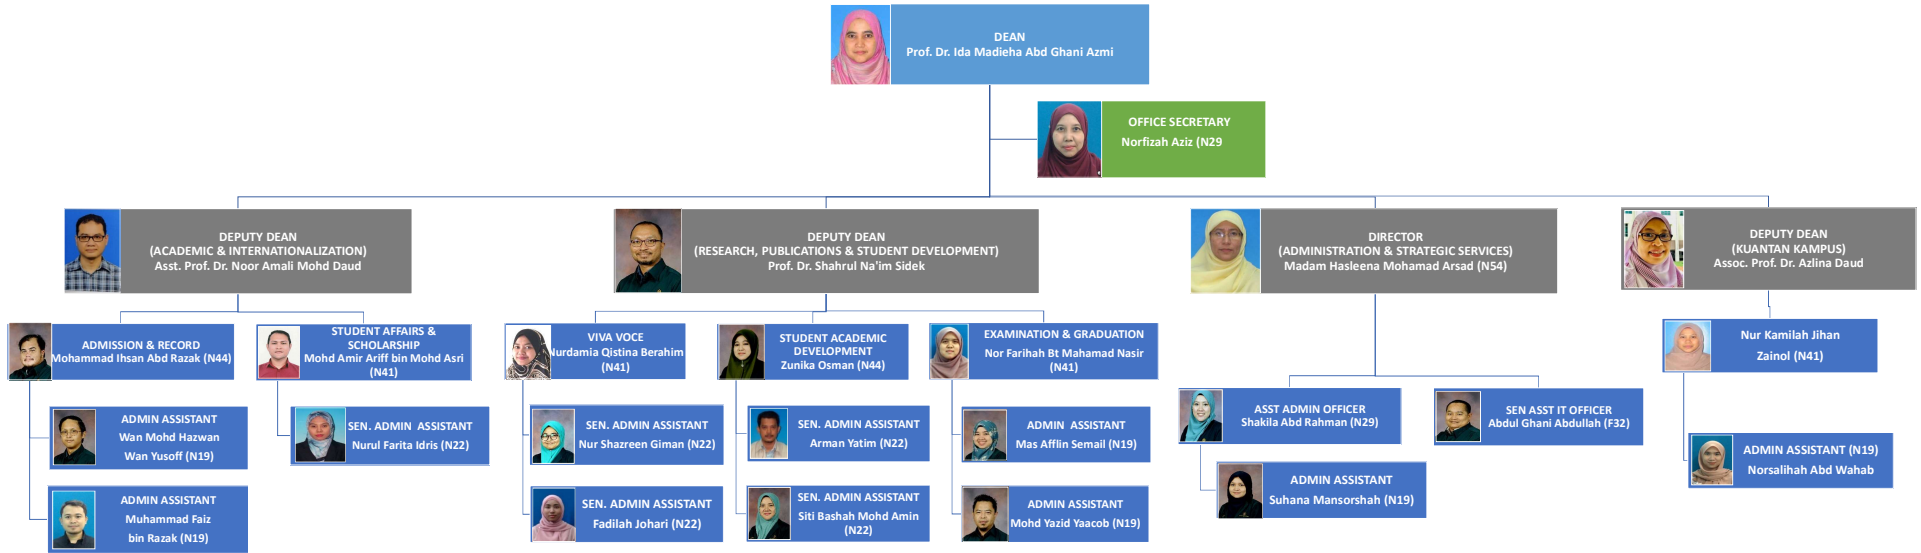 DEAN
Prof. Dr. Ida Madieha Abd Ghani Azmi
OFFICE SECRETARY
Norfizah Aziz (N29
DEPUTY DEAN
(ACADEMIC & INTERNATIONALIZATION)
Asst. Prof. Dr. Noor Amali Mohd Daud
DEPUTY DEAN
(RESEARCH, PUBLICATIONS & STUDENT DEVELOPMENT)
Prof. Dr. Shahrul Na'im Sidek
DIRECTOR
(ADMINISTRATION & STRATEGIC SERVICES)
Madam Hasleena Mohamad Arsad (N54)
DEPUTY DEAN
(KUANTAN KAMPUS)
Assoc. Prof. Dr. Azlina Daud
ADMISSION & RECORD
Mohammad Ihsan Abd Razak (N44)
STUDENT AFFAIRS &
SCHOLARSHIP
Mohd Amir Ariff bin Mohd Asri
(N41)
VIVA VOCE
Nurdamia Qistina Berahim
(N41)
STUDENT ACADEMIC
DEVELOPMENT
Zunika Osman (N44)
EXAMINATION & GRADUATION
Nor Farihah Bt Mahamad Nasir
(N41)
Nur Kamilah Jihan
Zainol (N41)
ADMIN ASSISTANT
Wan Mohd Hazwan
Wan Yusoff (N19)
SEN. ADMIN ASSISTANT
Nurul Farita Idris (N22)
SEN. ADMIN ASSISTANT
Nur Shazreen Giman (N22)
SEN. ADMIN ASSISTANT
Arman Yatim (N22)
ADMIN ASSISTANT
Mas Afflin Semail (N19)
ASST ADMIN OFFICER
Shakila Abd Rahman (N29)
SEN ASST IT OFFICER
Abdul Ghani Abdullah (F32)
ADMIN ASSISTANT (N19)
Norsalihah Abd Wahab
ADMIN ASSISTANT
Muhammad Faiz
bin Razak (N19)
SEN. ADMIN ASSISTANT
Fadilah Johari (N22)
SEN. ADMIN ASSISTANT
Siti Bashah Mohd Amin
(N22)
ADMIN ASSISTANT
Mohd Yazid Yaacob (N19)
ADMIN ASSISTANT
Suhana Mansorshah (N19)